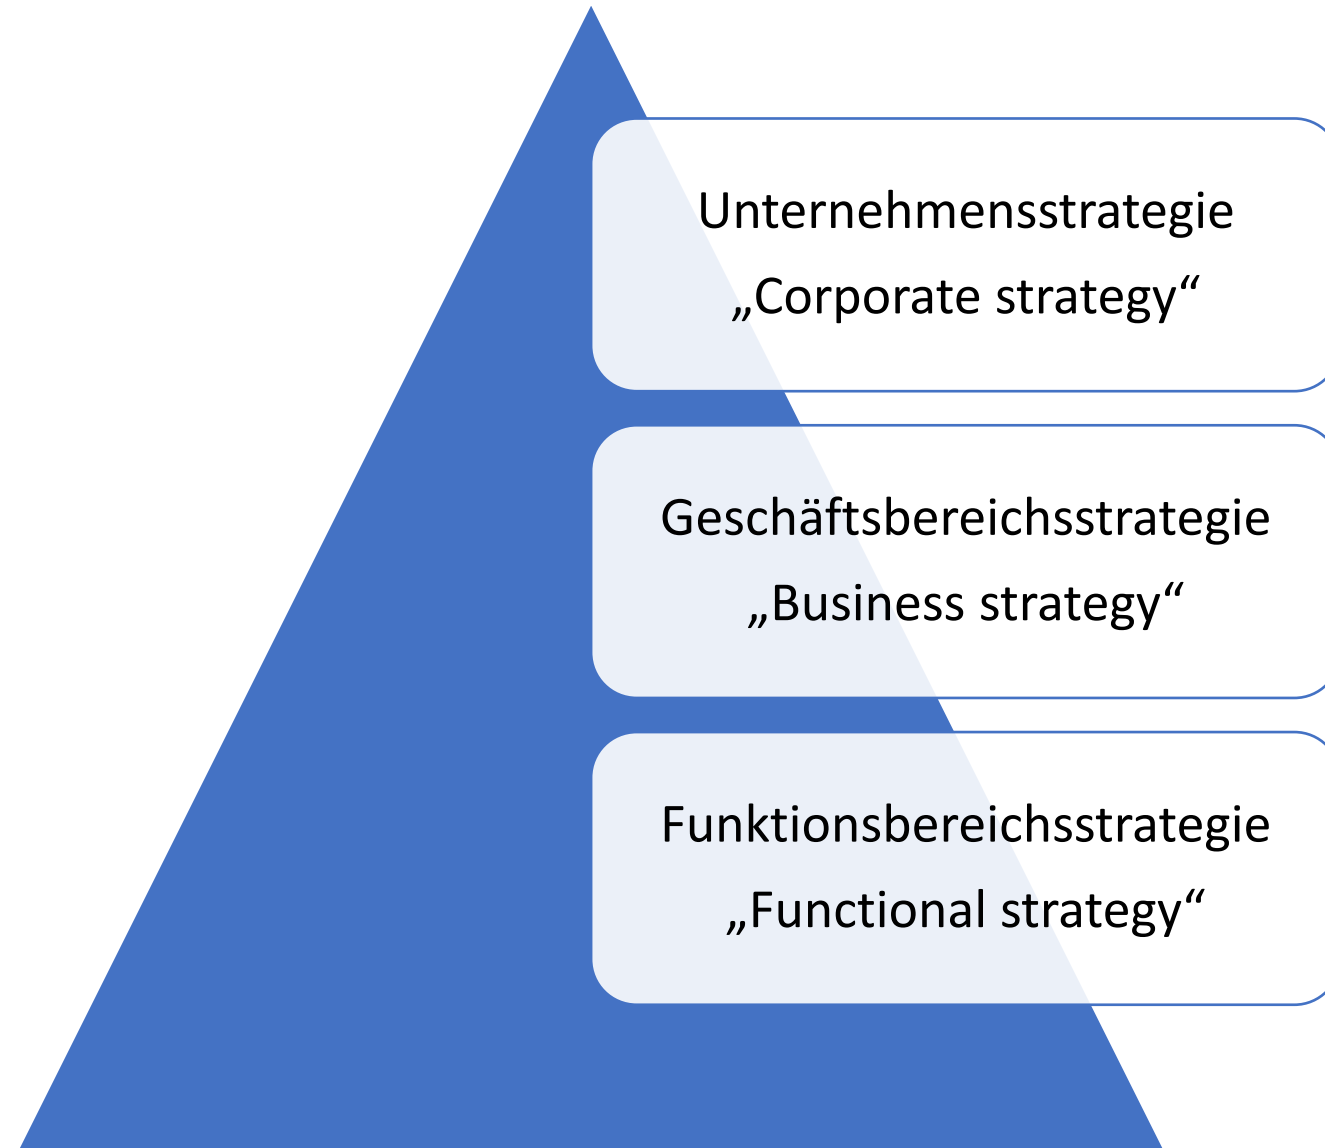 Unternehmensstrategie
„Corporate strategy“
Geschäftsbereichsstrategie
„Business strategy“
Funktionsbereichsstrategie
„Functional strategy“